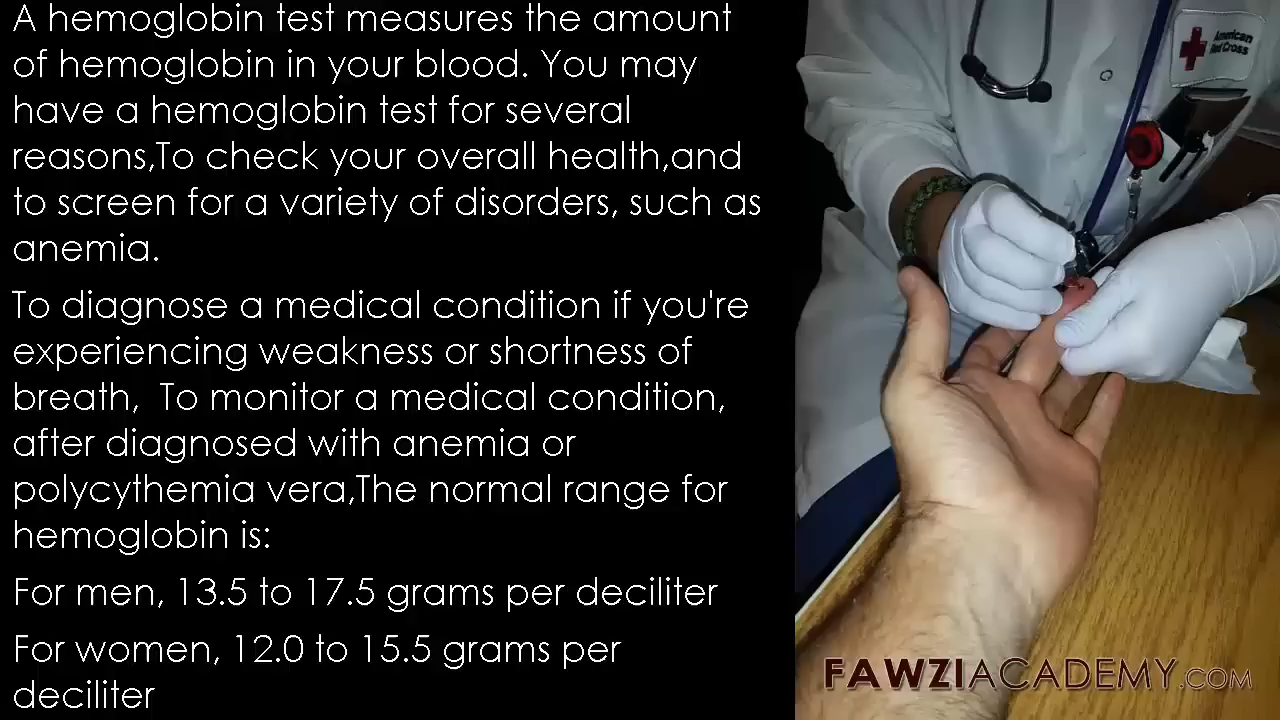 A hemoglobin test measures the amount
of hemoglobin in your blood. You may
have a hemoglobin test for several
reasons,To check your overall health,and
to screen for a variety of disorders, such as
anemia.
To diagnose a medical condition if you're
experiencing weakness or shortness of
breath,  To monitor a medical condition,
after diagnosed with anemia or
polycythemia vera,The normal range for
hemoglobin is:
For men, 13.5 to 17.5 grams per deciliter
For women, 12.0 to 15.5 grams per
deciliter
American
Red Cross
FAWZIACADEMY.COM